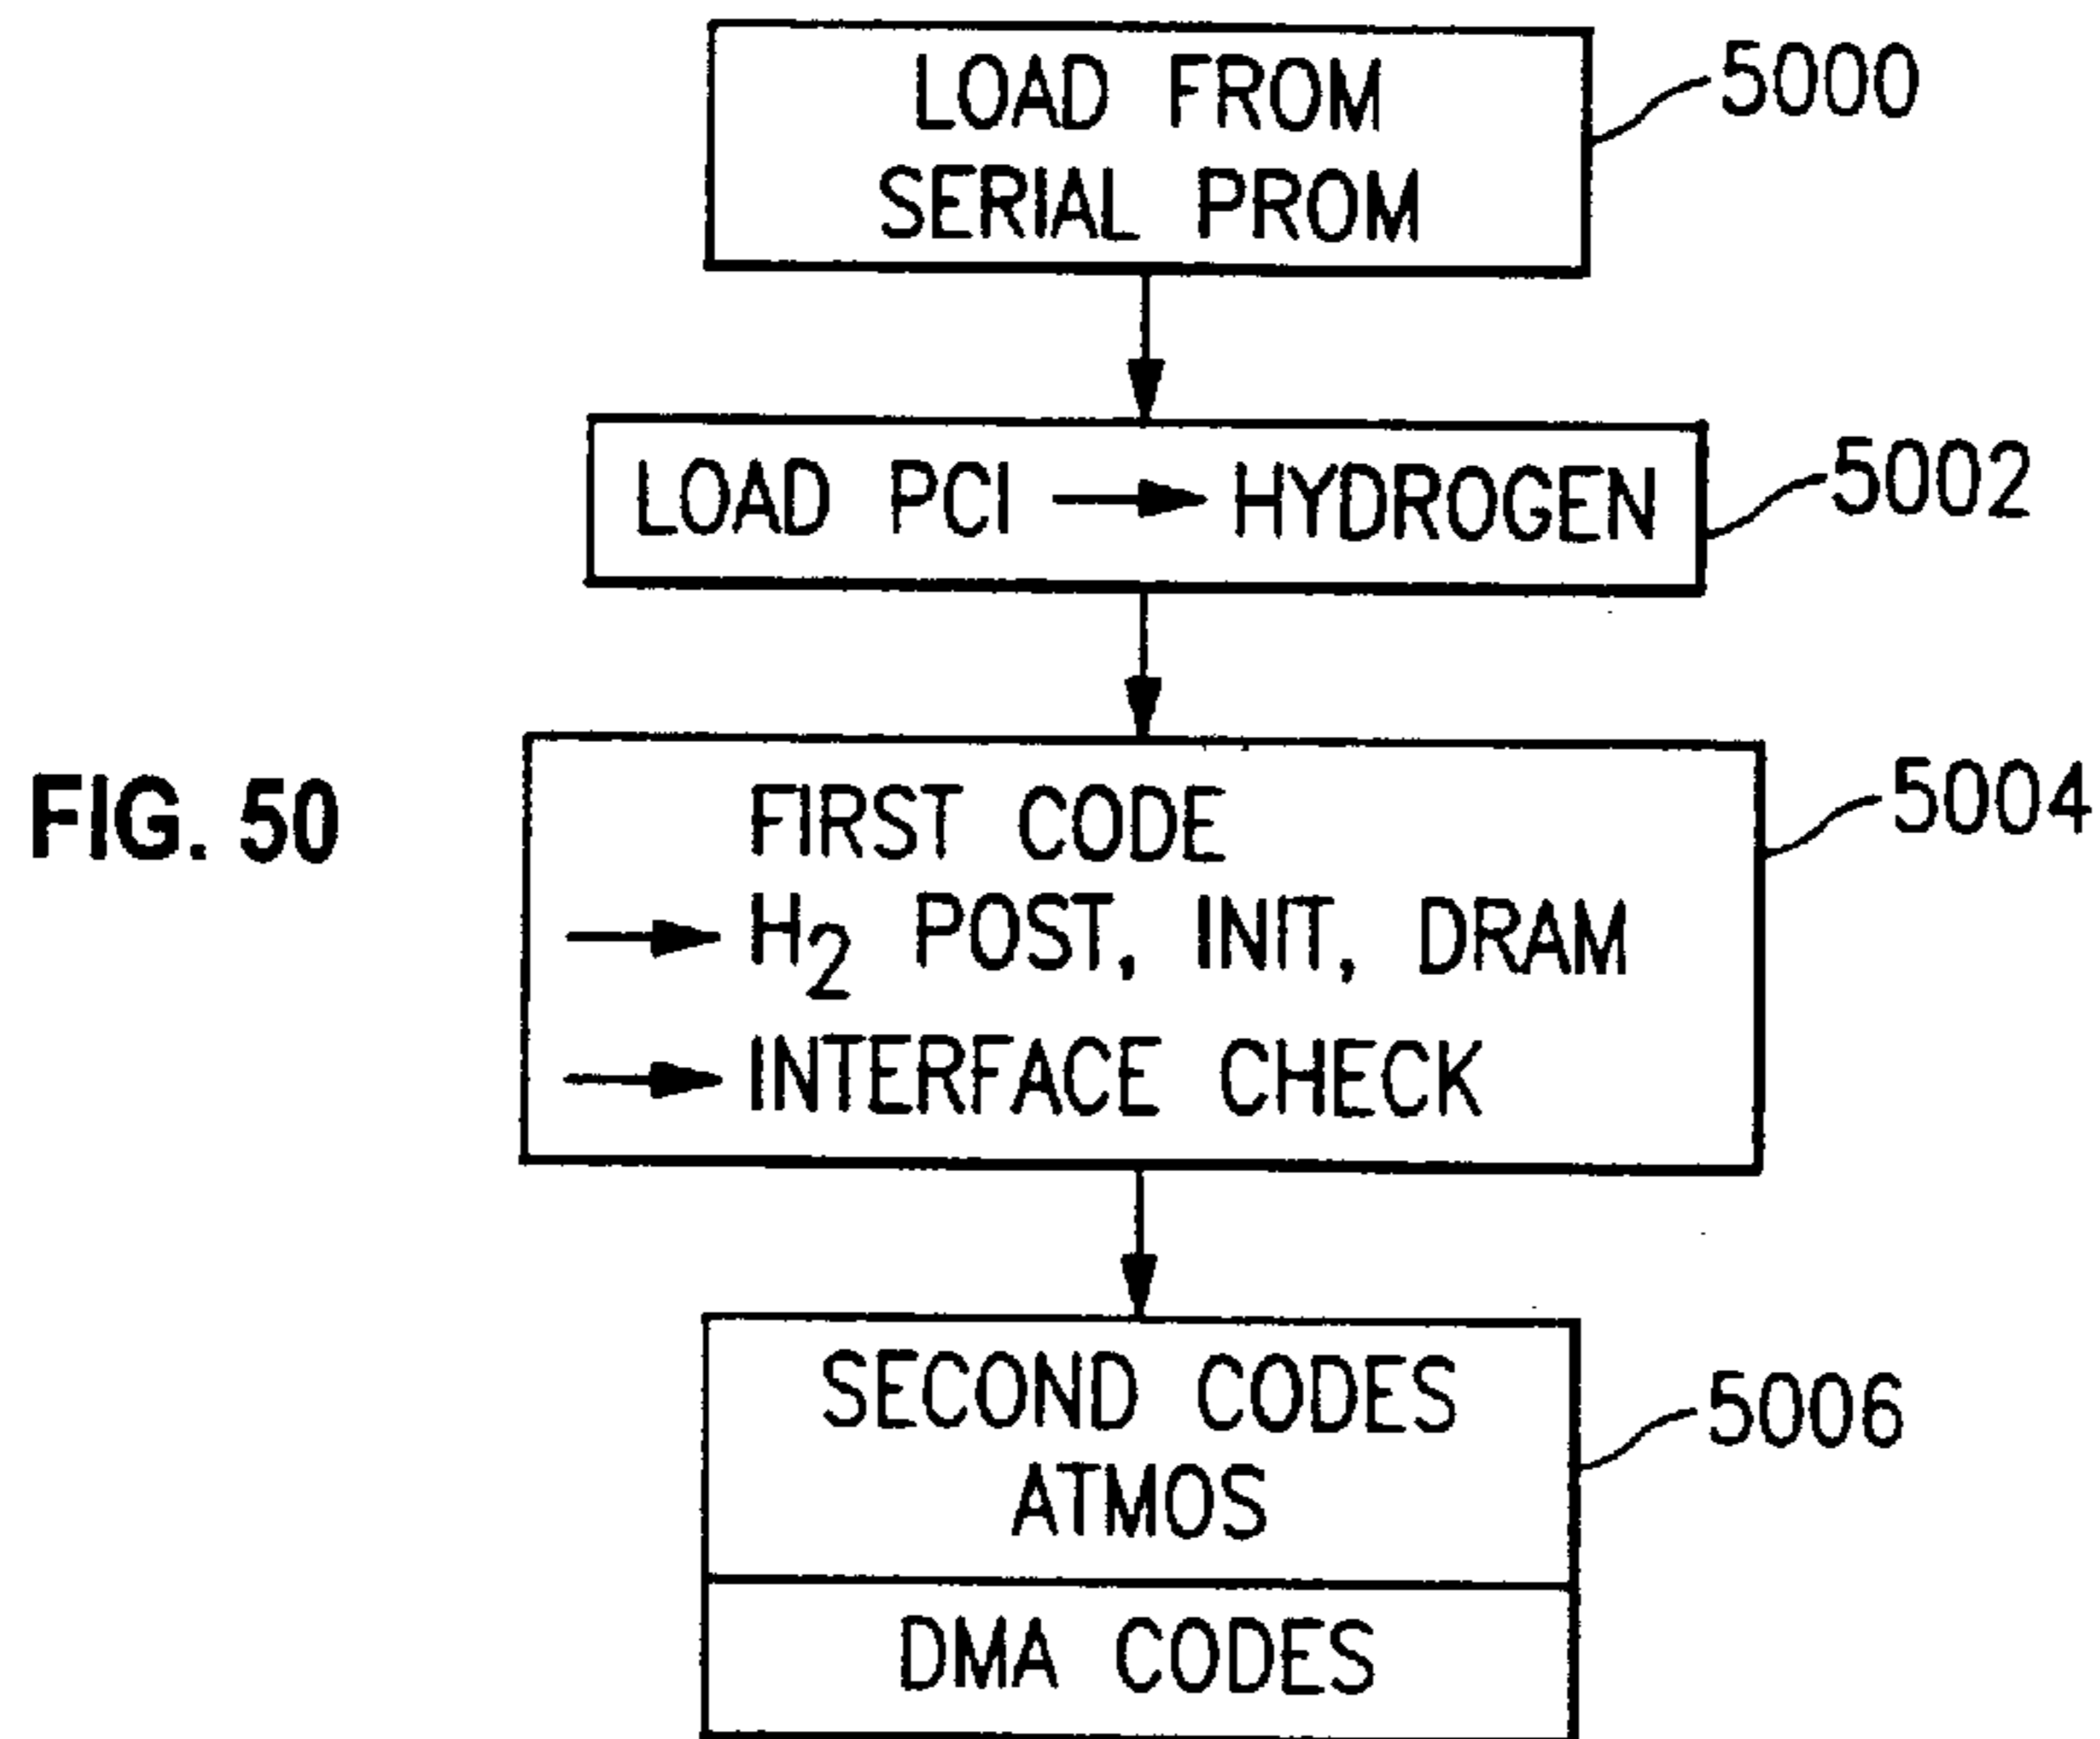 LOAD FROM
SERIAL PROM
5000
LOAD PCI → HYDROGEN
5002
FIG. 50
FIRST CODE
→ H₂ POST, INIT, DRAM
→ INTERFACE CHECK
5004
SECOND CODES
ATMOS
5006
DMA CODES